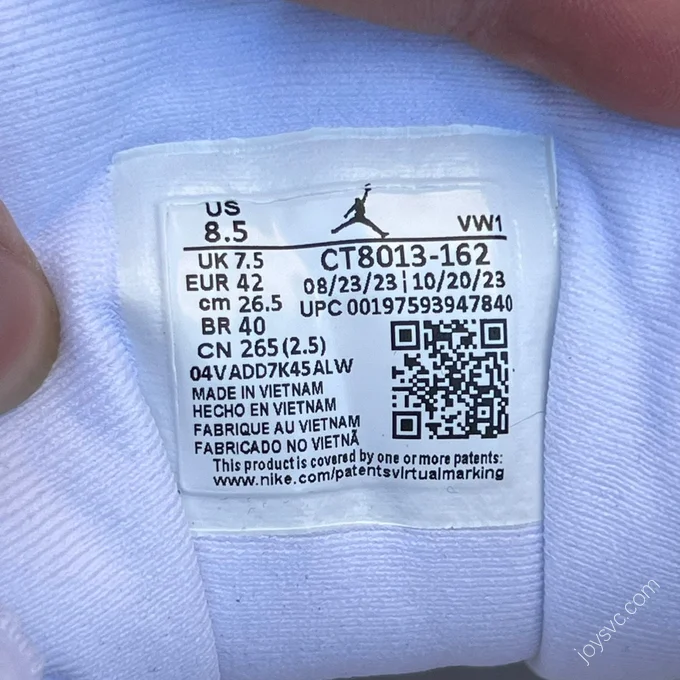 US
8.5
VW1
UK 7.5
CT8013-162
EUR 42
08/23/23 | 10/20/23
cm 26.5
UPC 00197593947840
BR 40
CN 265 (2.5)
04VADD7K45ALW
MADE IN VIETNAM
HECHO EN VIETNAM
FABRIQUE AU VIETNAM
FABRICADO NO VIETNÃ
This product is covered by one or more patents:
www.nike.com/patentsvirtualmarking
joysvc.com